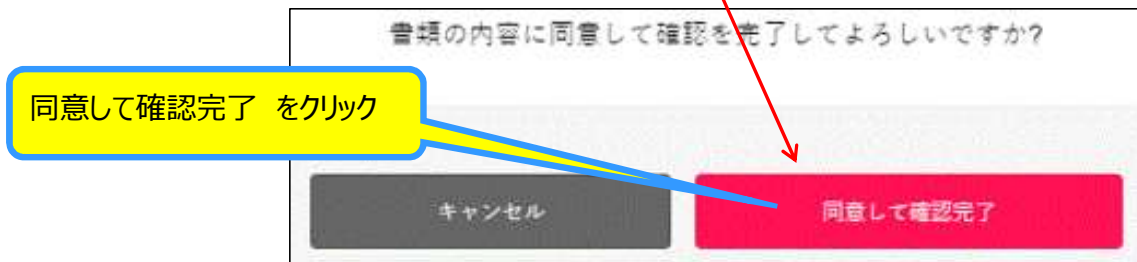 書類の内容に同意して確認を完了してよろしいですか?
同意して確認完了 をクリック
キャンセル
同意して確認完了